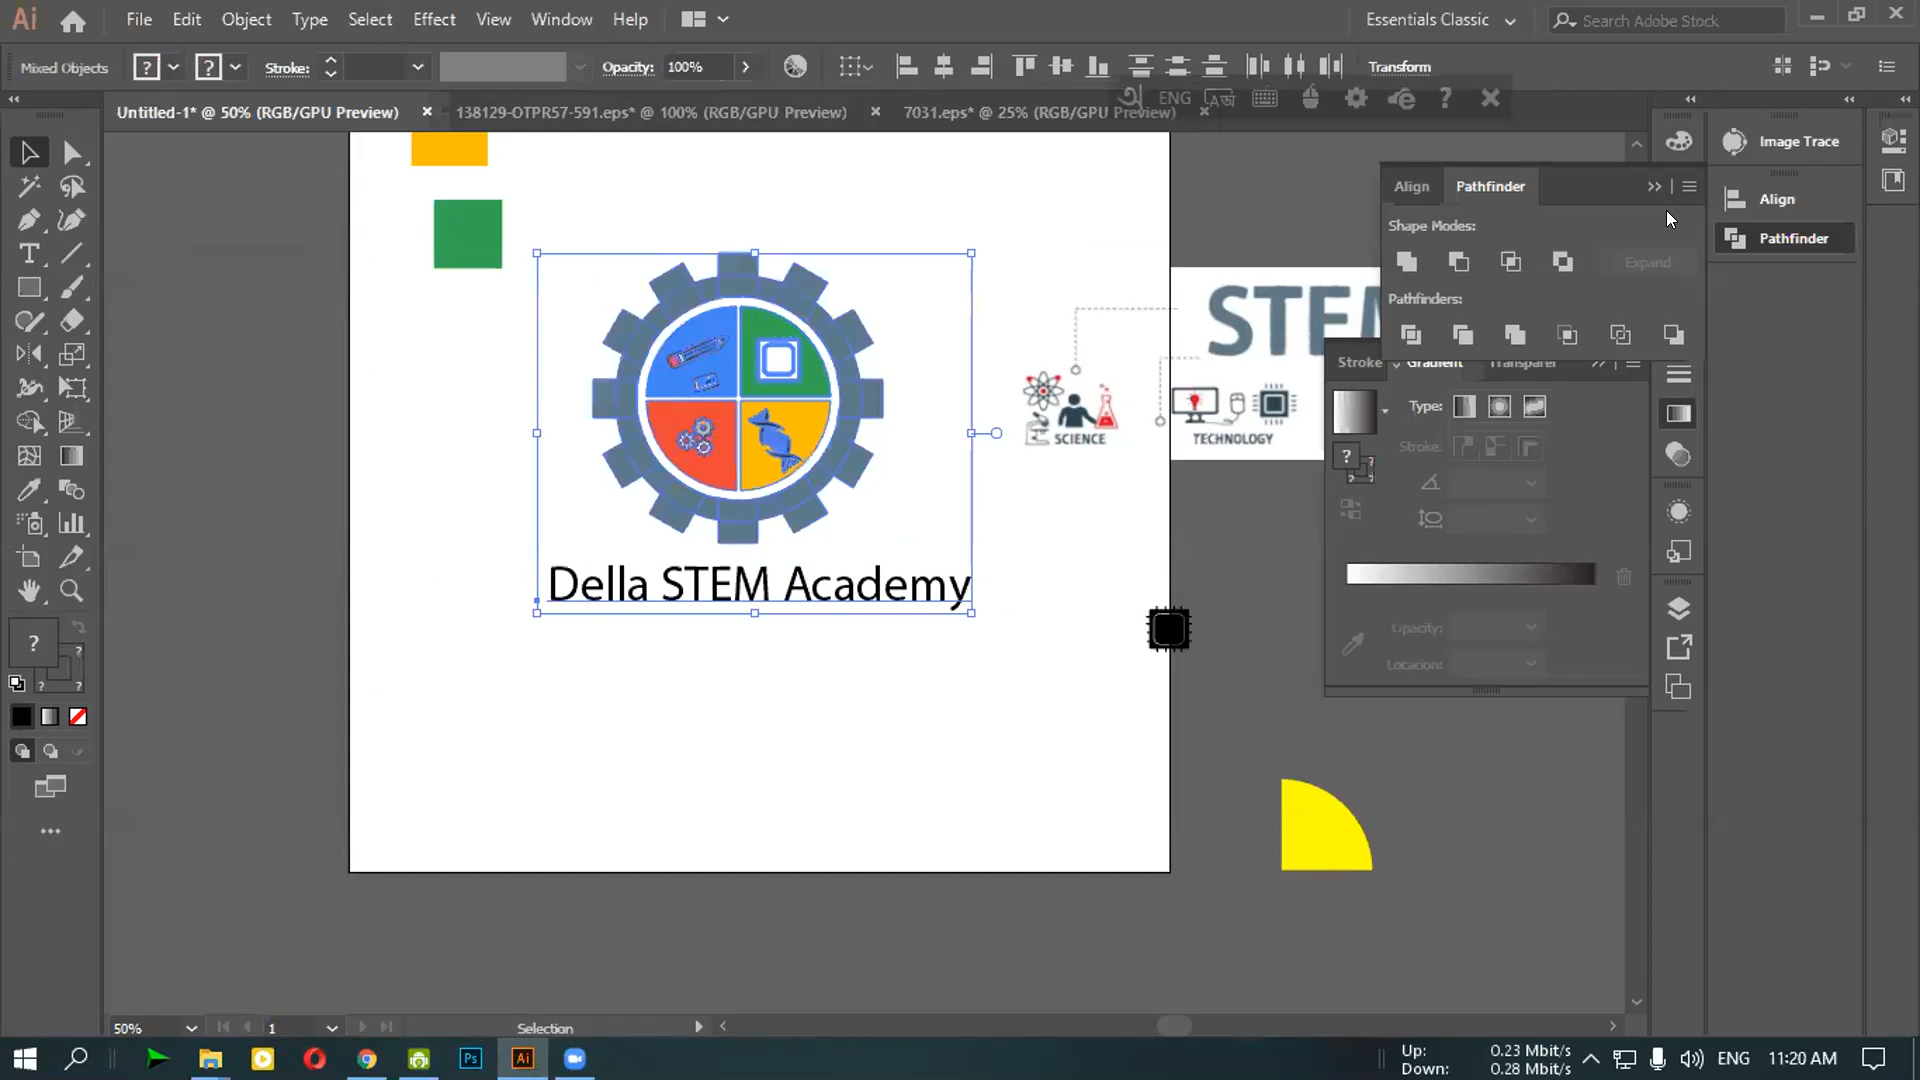 Ai File Edit Object Type Select Effect View Window Help Essentials Classic Search Adobe Stock
Mixed Objects ? ? Stroke: Opacity: 100% Transform
Untitled-1* @ 50% (RGB/GPU Preview) × 138129-OTPR57-591.eps* @ 100% (RGB/GPU Preview) × 7031.eps* @ 25% (RGB/GPU Preview) ×
অ ENG ?
Image Trace
Align Pathfinder
Align
Shape Modes:
Pathfinder
Expand
Pathfinders:
STEM
Stroke Gradient Transparer
Type:
SCIENCE TECHNOLOGY
Stroke:
?
Della STEM Academy
?
Opacity:
Location:
50% 1 Selection
Ps Ai
Up: 0.23 Mbit/s
Down: 0.28 Mbit/s
ENG 11:20 AM